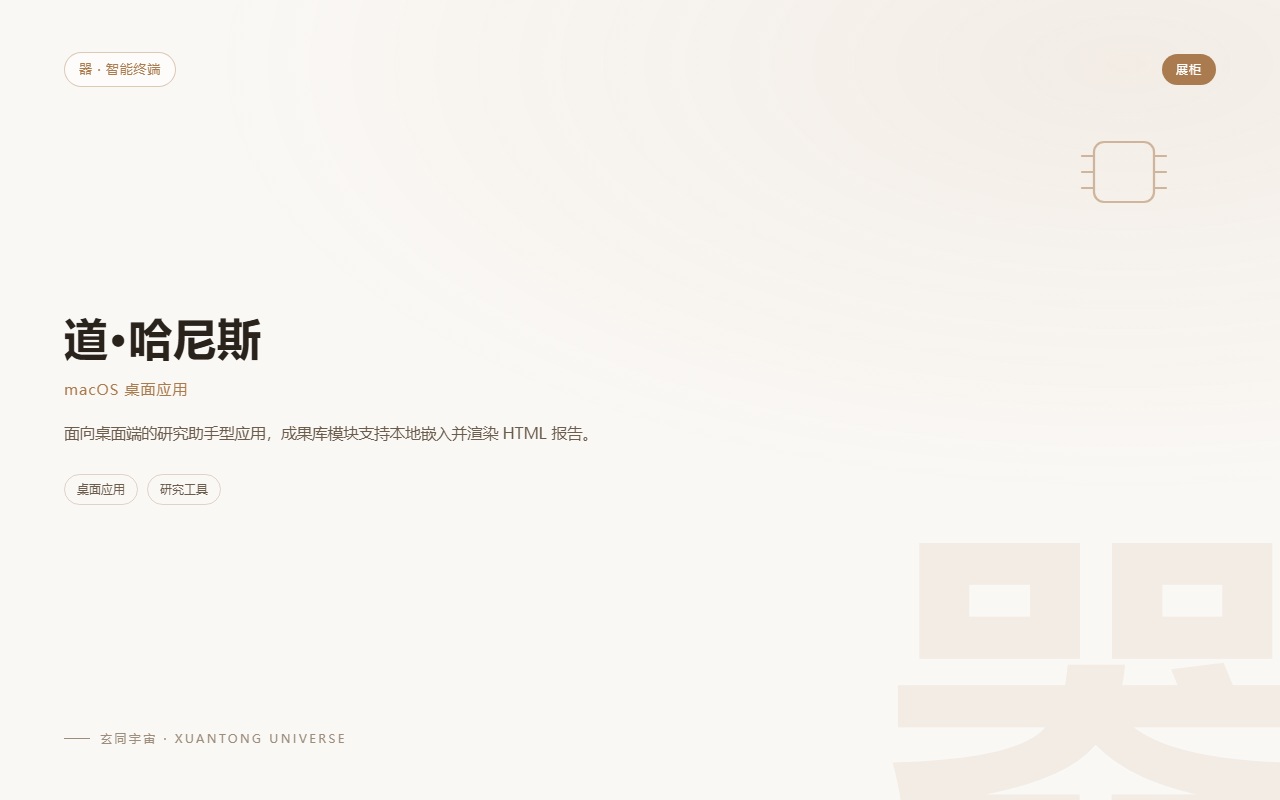 器 · 智能终端
展柜
道·哈尼斯
macOS 桌面应用
面向桌面端的研究助手型应用，成果库模块支持本地嵌入并渲染 HTML 报告。
桌面应用
研究工具
器
玄同宇宙 · XUANTONG UNIVERSE